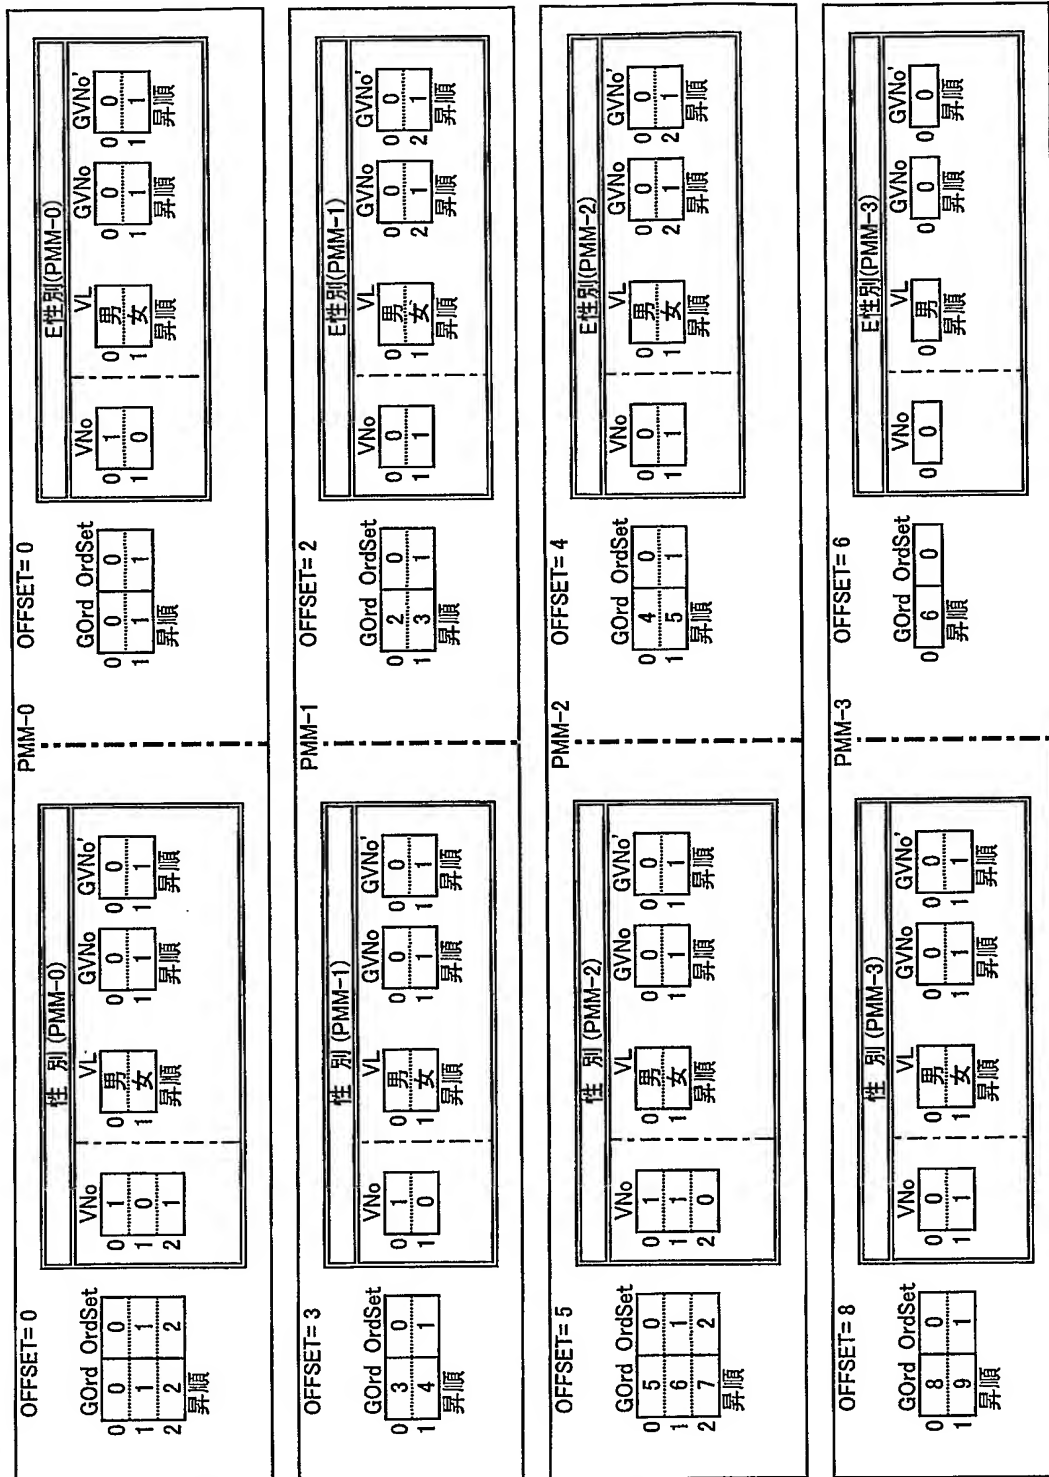 OFFSET= 0
性 別 (PMM-0)
GOrd OrdSet VNo VL GVNo GVNo'
0 0 0 0 1 0 男 0 0 0 0
1 1 1 1 0 1 女 1 1 1 1
2 2 2 2 1 昇順 昇順 昇順
昇順
PMM-0
OFFSET= 0
E性別(PMM-0)
GOrd OrdSet VNo VL GVNo GVNo'
0 0 0 0 1 0 男 0 0 0 0
1 1 1 1 0 1 女 1 1 1 1
昇順 昇順 昇順 昇順
OFFSET= 3
性 別 (PMM-1)
GOrd OrdSet VNo VL GVNo GVNo'
0 3 0 0 1 0 男 0 0 0 0
1 4 1 1 0 1 女 1 1 1 1
昇順 昇順 昇順 昇順
PMM-1
OFFSET= 2
E性別(PMM-1)
GOrd OrdSet VNo VL GVNo GVNo'
0 2 0 0 0 0 男 0 0 0 0
1 3 1 1 1 1 女 2 1 2 1
昇順 昇順 昇順 昇順
OFFSET= 5
性 別 (PMM-2)
GOrd OrdSet VNo VL GVNo GVNo'
0 5 0 0 1 0 男 0 0 0 0
1 6 1 1 1 1 女 1 1 1 1
2 7 2 2 0 昇順 昇順 昇順
昇順
PMM-2
OFFSET= 4
E性別(PMM-2)
GOrd OrdSet VNo VL GVNo GVNo'
0 4 0 0 0 0 男 0 0 0 0
1 5 1 1 1 1 女 2 1 2 1
昇順 昇順 昇順 昇順
OFFSET= 8
性 別 (PMM-3)
GOrd OrdSet VNo VL GVNo GVNo'
0 8 0 0 0 0 男 0 0 0 0
1 9 1 1 1 1 女 1 1 1 1
昇順 昇順 昇順 昇順
PMM-3
OFFSET= 6
E性別(PMM-3)
GOrd OrdSet VNo VL GVNo GVNo'
0 6 0 0 0 0 男 0 0 0 0
昇順 昇順 昇順 昇順